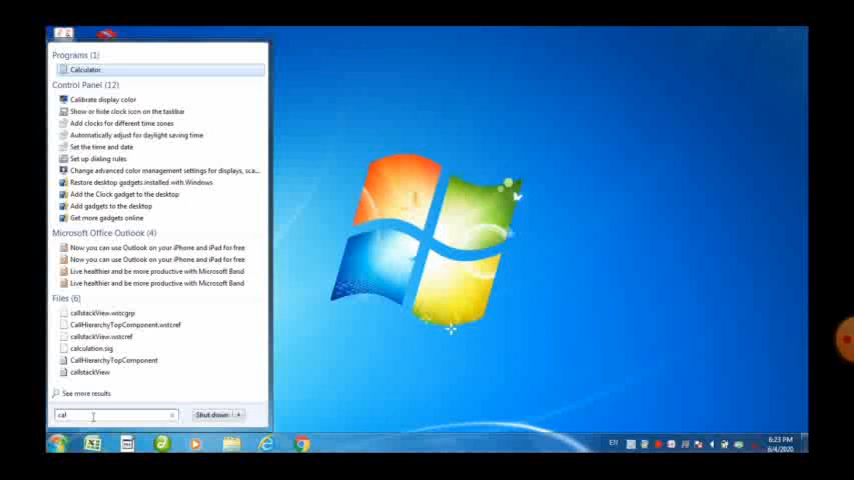 Programs (1)
Calculator
Control Panel (12)
Calibrate display color
Show or hide clock icon on the taskbar
Add clocks for different time zones
Automatically adjust for daylight saving time
Set the time and date
Set up dialing rules
Change advanced color management settings for displays, sca...
Restore desktop gadgets installed with Windows
Add the Clock gadget to the desktop
Add gadgets to the desktop
Get more gadgets online
Microsoft Office Outlook (4)
Now you can use Outlook on your iPhone and iPad for free
Now you can use Outlook on your iPhone and iPad for free
Live healthier and be more productive with Microsoft Band
Live healthier and be more productive with Microsoft Band
Files (6)
callstackView.wstcgrp
CallHierarchyTopComponent.wstcref
callstackView.wstcref
calculation.sig
CallHierarchyTopComponent
callstackView
See more results
cal
Shut down
EN
6:23 PM
6/4/2020